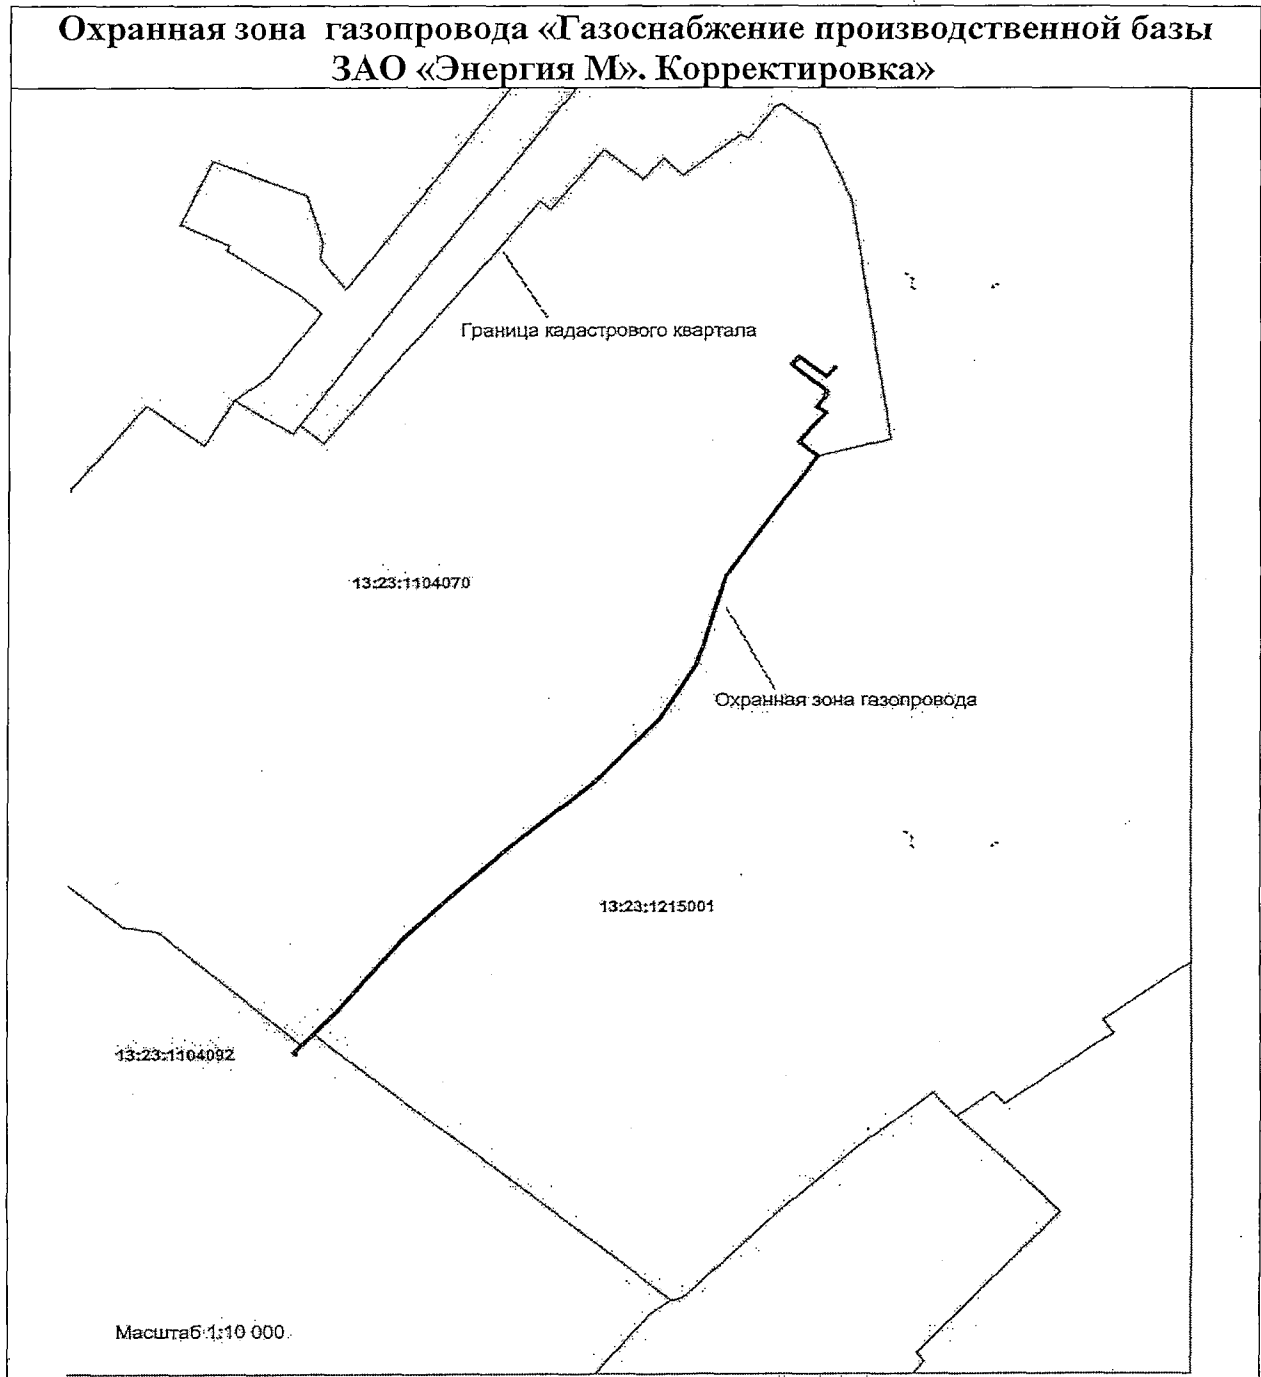 Охранная зона газопровода «Газоснабжение производственной базы
ЗАО «Энергия М». Корректировка»
Граница кадастрового квартала
13:23:1104070
Охранная зона газопровода
13:23:1215001
13:23:1104092
Масштаб 1:10 000